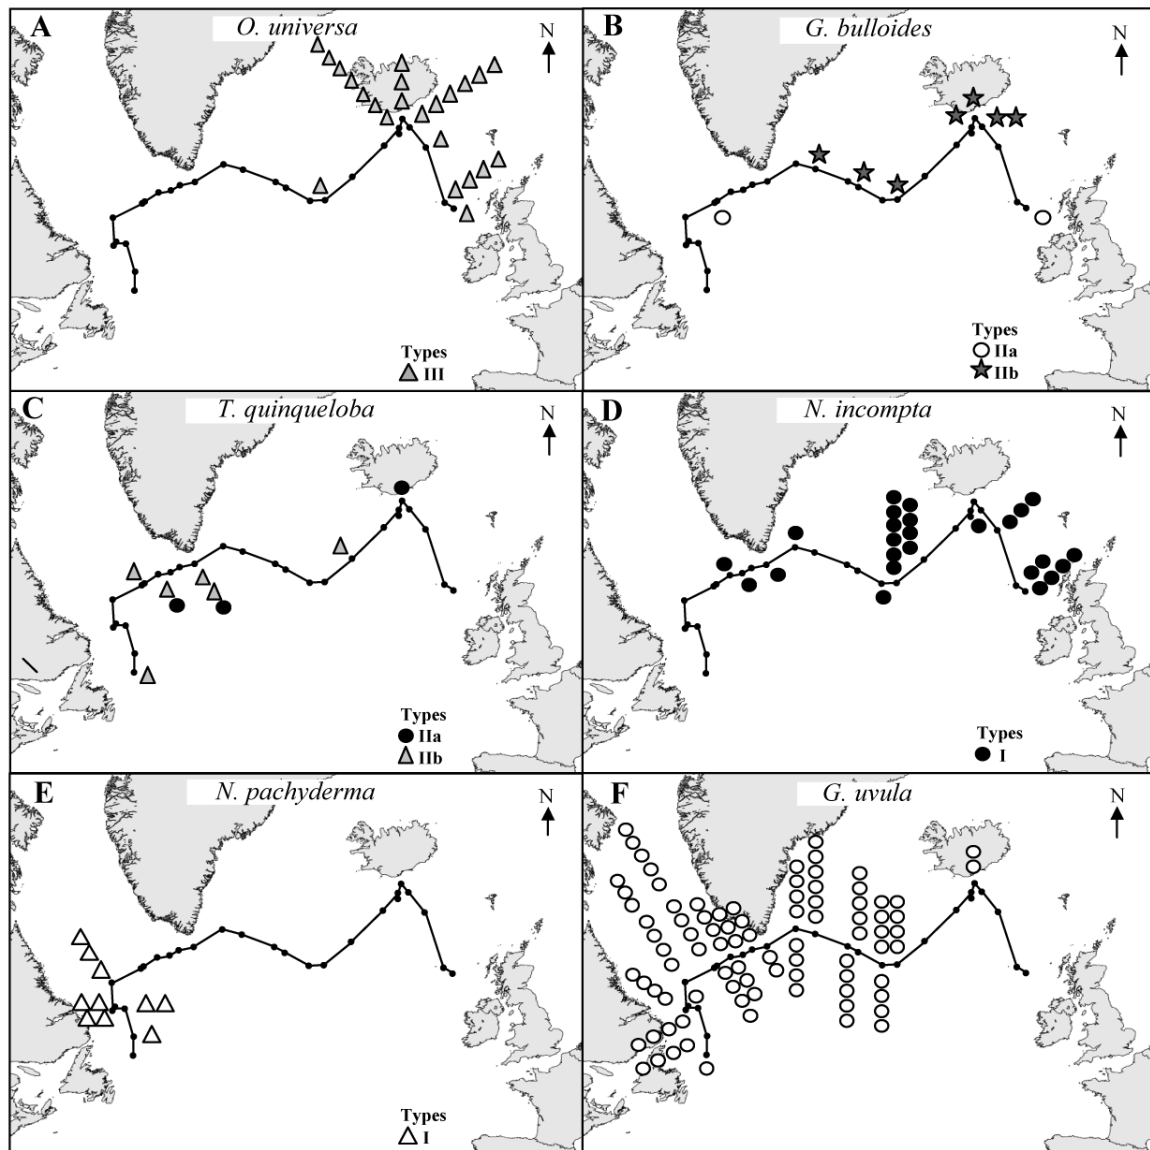 A
O. universa
N
Types
III
B
G. bulloides
N
Types
IIa
IIb
C
T. quinqueloba
N
Types
IIa
IIb
D
N. incompta
N
Types
I
E
N. pachyderma
N
Types
I
F
G. uvula
N